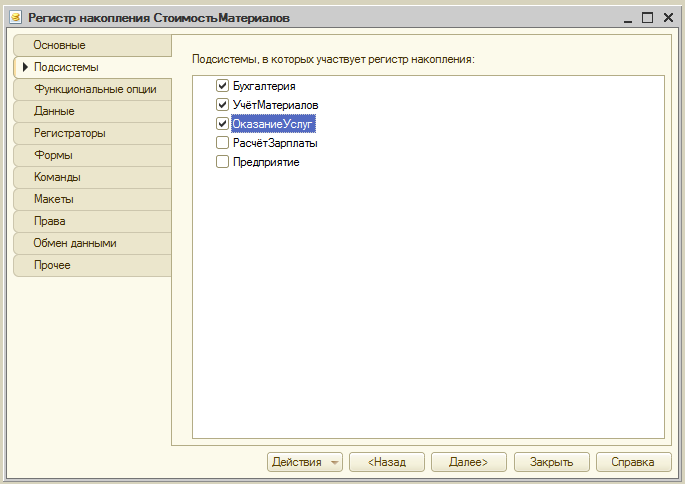 Регистр накопления СтоимостьМатериалов
Основные
Подсистемы
Функциональные опции
Данные
Регистраторы
Формы
Команды
Макеты
Права
Обмен данными
Прочее
Подсистемы, в которых участвует регистр накопления:
Бухгалтерия
УчётМатериалов
ОказаниеУслуг
РасчётЗарплаты
Предприятие
Действия
<Назад
Далее>
Закрыть
Справка